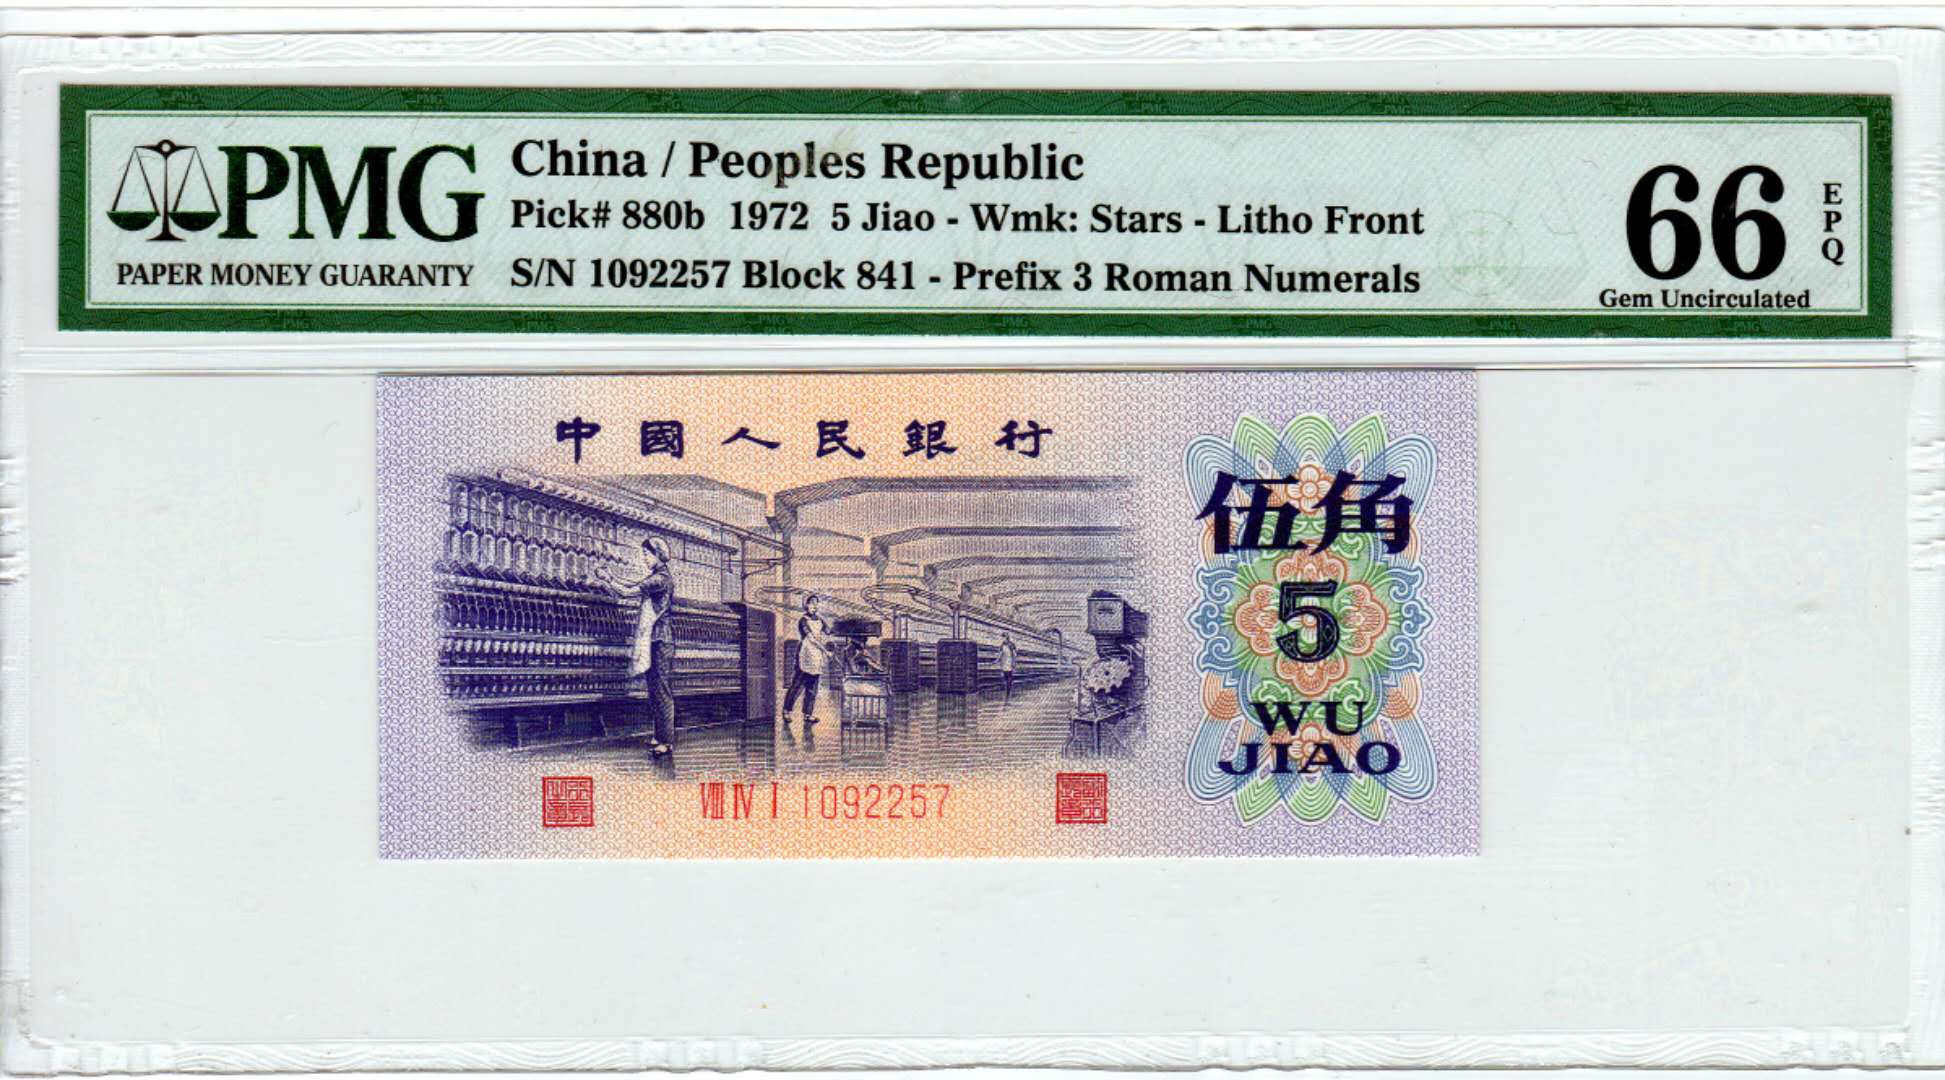 PMG
PAPER MONEY GUARANTY
China / Peoples Republic
Pick# 880b 1972 5 Jiao - Wmk: Stars - Litho Front
S/N 1092257 Block 841 - Prefix 3 Roman Numerals
66
EPQ
Gem Uncirculated
中國人民銀行
伍角
5
WU
JIAO
VIII IV I 1092257